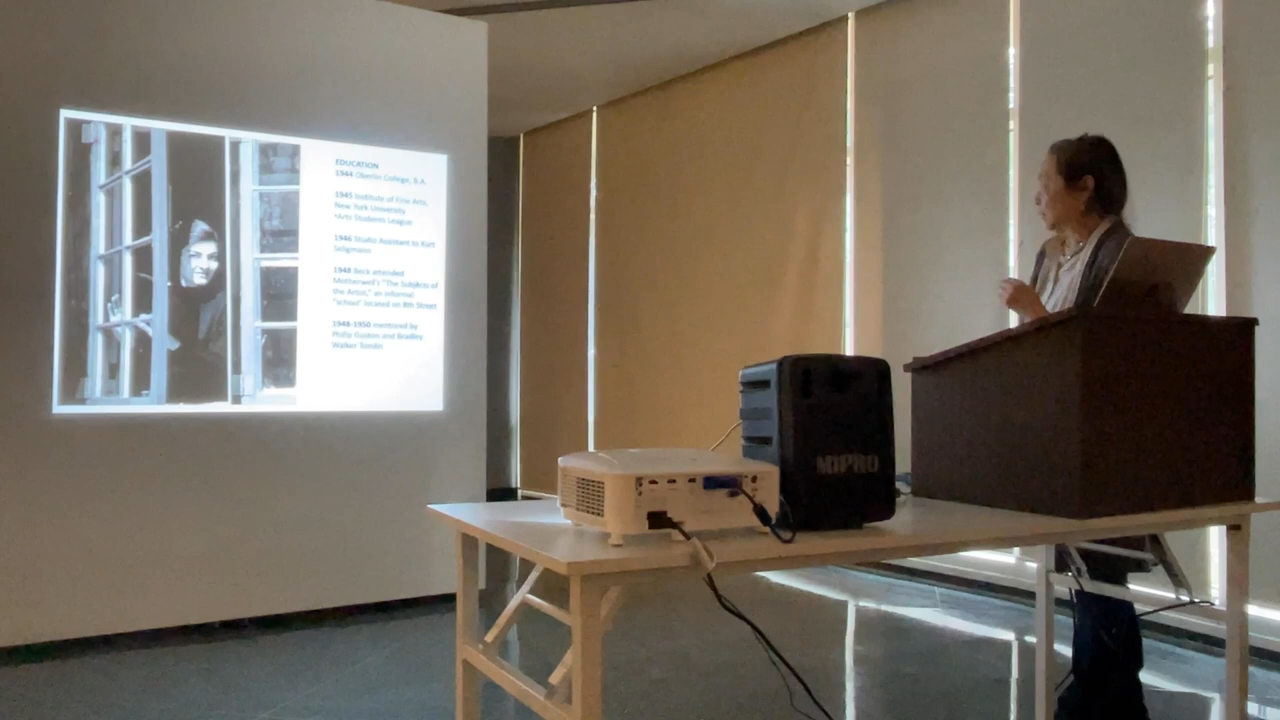 EDUCATION
1944 Oberlin College, B.A.
1945 Institute of Fine Arts,
New York University
*Arts Students League
1946 Studio Assistant to Kurt
Seligmann
1948 Beck attended
Motherwell's "The Subjects of
the Artist," an informal
"school" located on 8th Street
1948-1950 mentored by
Philip Guston and Bradley
Walker Tomlin
MIPRO